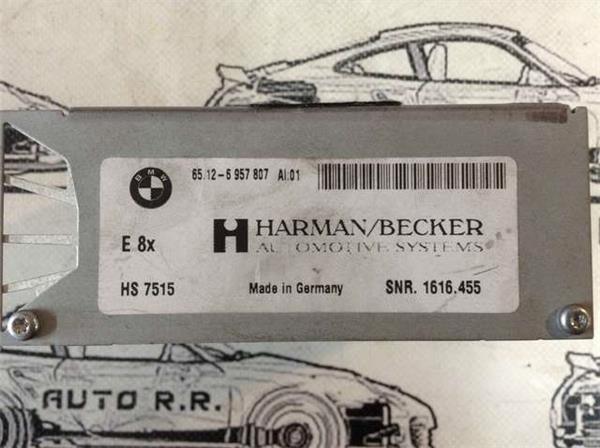 BMW
65.12-6 957 807 AI:01
HARMAN/BECKER
E 8x
AUTOMOTIVE SYSTEMS
HS 7515 Made in Germany SNR. 1616.455
AUTO R.R.